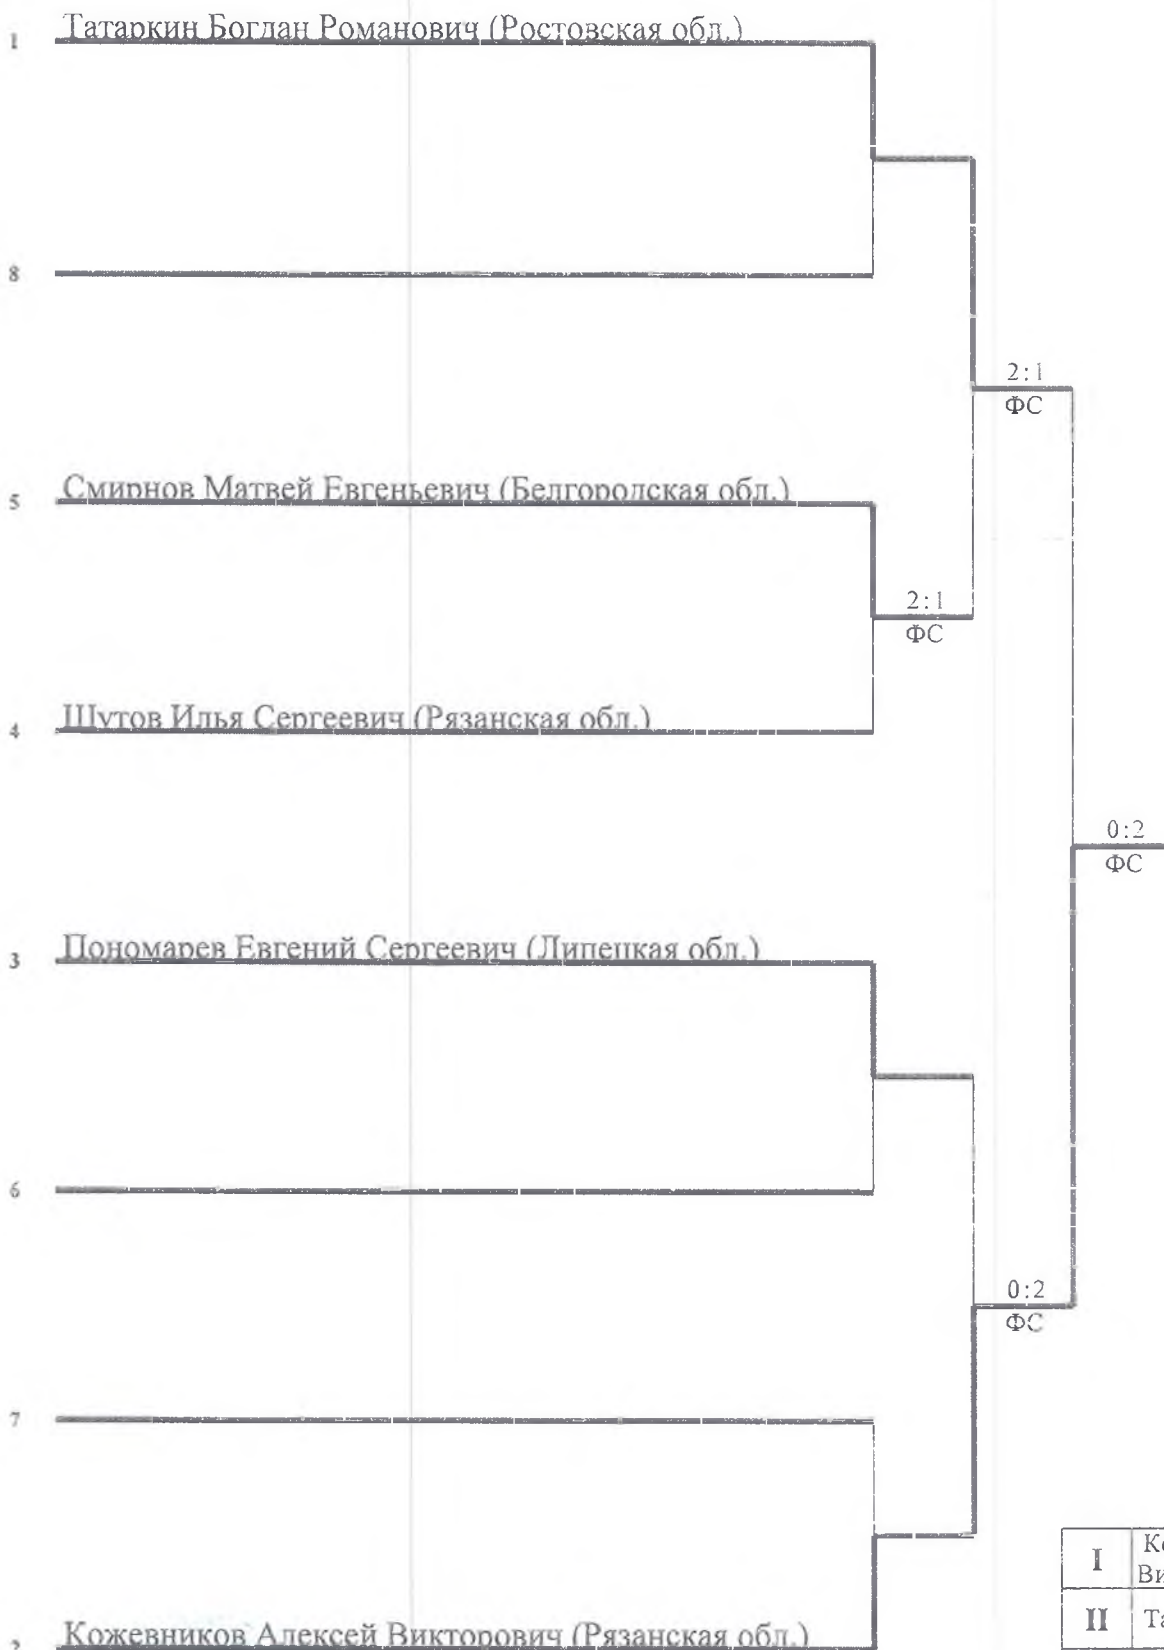 1 Татаркин Богдан Романович (Ростовская обл.)
8
2:1
ФС
5 Смирнов Матвей Евгеньевич (Белгородская обл.)
2:1
ФС
4 Шутов Илья Сергеевич (Рязанская обл.)
0:2
ФС
3 Пономарев Евгений Сергеевич (Липецкая обл.)
6
0:2
ФС
7
I
II
2 Кожевников Алексей Викторович (Рязанская обл.)